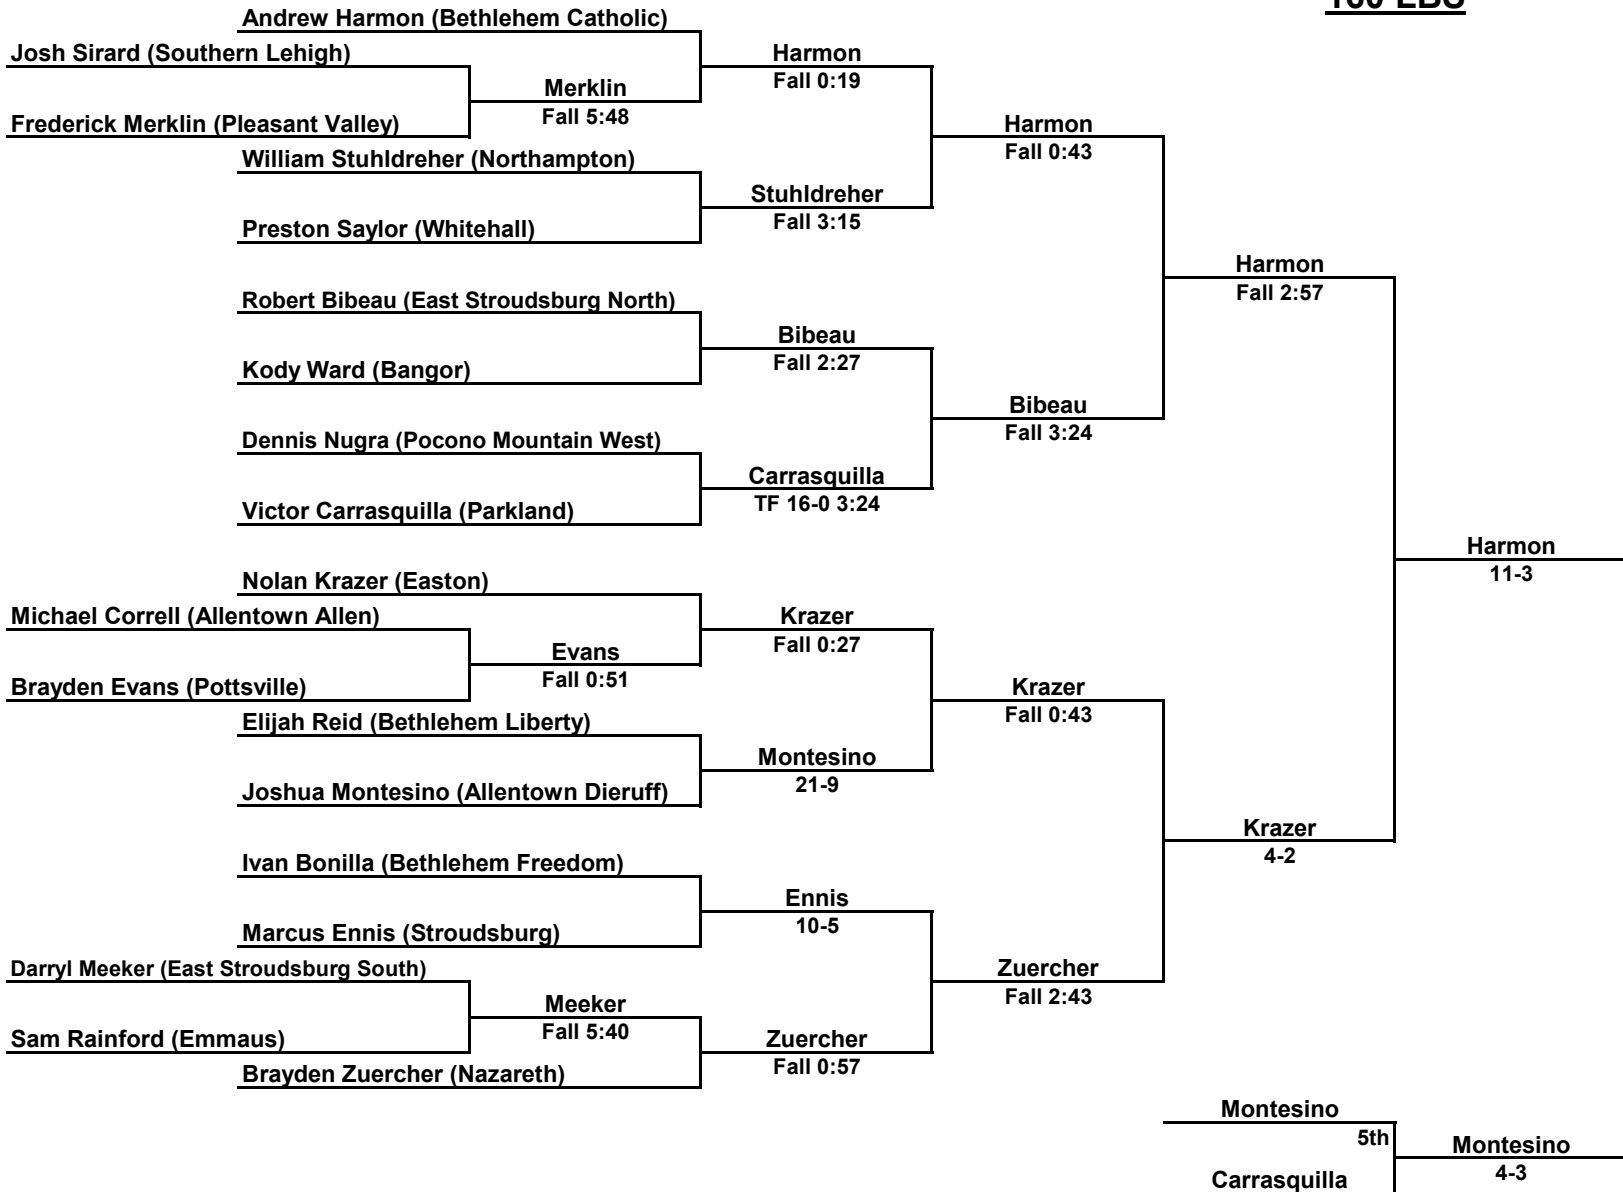 160 LBS
Andrew Harmon (Bethlehem Catholic)
Josh Sirard (Southern Lehigh)
Harmon
Fall 0:19
Merklin
Fall 5:48
Frederick Merklin (Pleasant Valley)
Harmon
Fall 0:43
William Stuhldreher (Northampton)
Stuhldreher
Fall 3:15
Preston Saylor (Whitehall)
Harmon
Fall 2:57
Robert Bibeau (East Stroudsburg North)
Bibeau
Fall 2:27
Kody Ward (Bangor)
Bibeau
Fall 3:24
Dennis Nugra (Pocono Mountain West)
Carrasquilla
TF 16-0 3:24
Victor Carrasquilla (Parkland)
Harmon
11-3
Nolan Krazer (Easton)
Michael Correll (Allentown Allen)
Krazer
Fall 0:27
Evans
Fall 0:51
Brayden Evans (Pottsville)
Krazer
Fall 0:43
Elijah Reid (Bethlehem Liberty)
Montesino
21-9
Joshua Montesino (Allentown Dieruff)
Krazer
4-2
Ivan Bonilla (Bethlehem Freedom)
Ennis
10-5
Marcus Ennis (Stroudsburg)
Darryl Meeker (East Stroudsburg South)
Zuercher
Fall 2:43
Meeker
Fall 5:40
Sam Rainford (Emmaus)
Zuercher
Fall 0:57
Brayden Zuercher (Nazareth)
Montesino
5th
Montesino
4-3
Carrasquilla